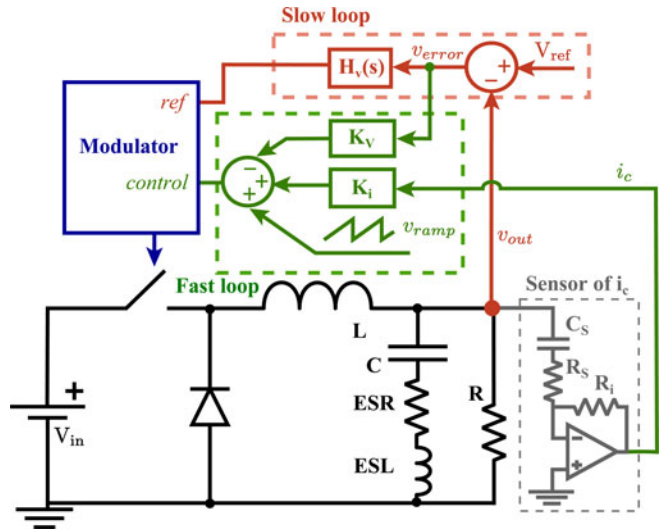 Slow loop
v_error
V_ref
H_v(s)
ref
Modulator
K_V
control
K_i
i_c
v_ramp
v_out
Fast loop
Sensor of i_c
L
C_S
C
R_S
R_i
ESR
R
V_in
ESL